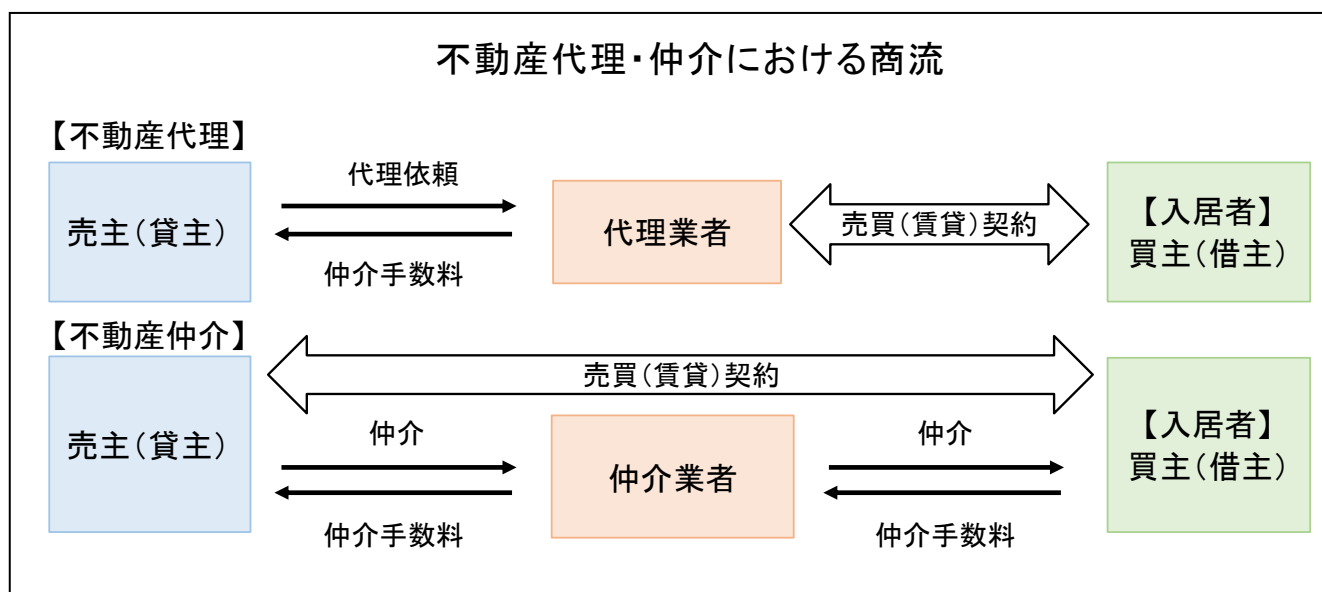 不動産代理・仲介における商流
【不動産代理】
売主(貸主)
代理依頼
仲介手数料
代理業者
売買(賃貸)契約
【入居者】
買主(借主)
【不動産仲介】
売主(貸主)
売買(賃貸)契約
仲介
仲介手数料
仲介業者
仲介
仲介手数料
【入居者】
買主(借主)